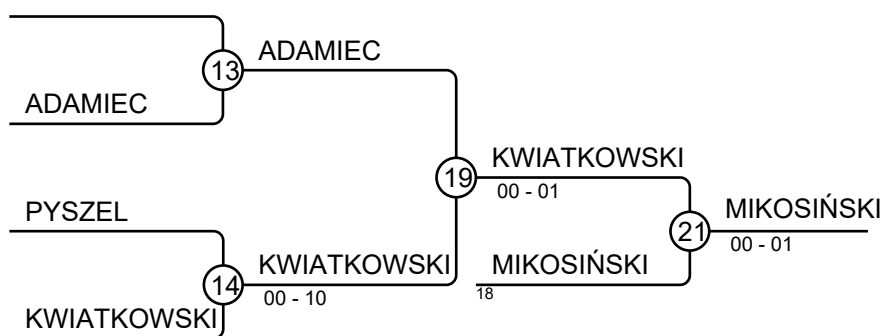 ADAMIEC
13
ADAMIEC
KWIATKOWSKI
19
00 - 01
PYSZEL
MIKOSIŃSKI
21
00 - 01
KWIATKOWSKI
14
00 - 10
MIKOSIŃSKI
18
KWIATKOWSKI